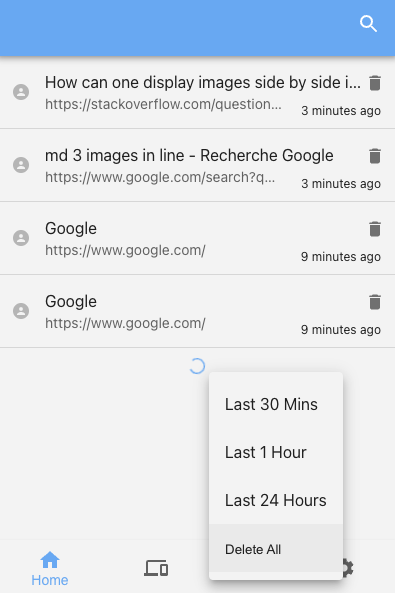 How can one display images side by side i...
https://stackoverflow.com/question...
3 minutes ago
md 3 images in line - Recherche Google
https://www.google.com/search?q...
3 minutes ago
Google
https://www.google.com/
9 minutes ago
Google
https://www.google.com/
9 minutes ago
Last 30 Mins
Last 1 Hour
Last 24 Hours
Delete All
Home